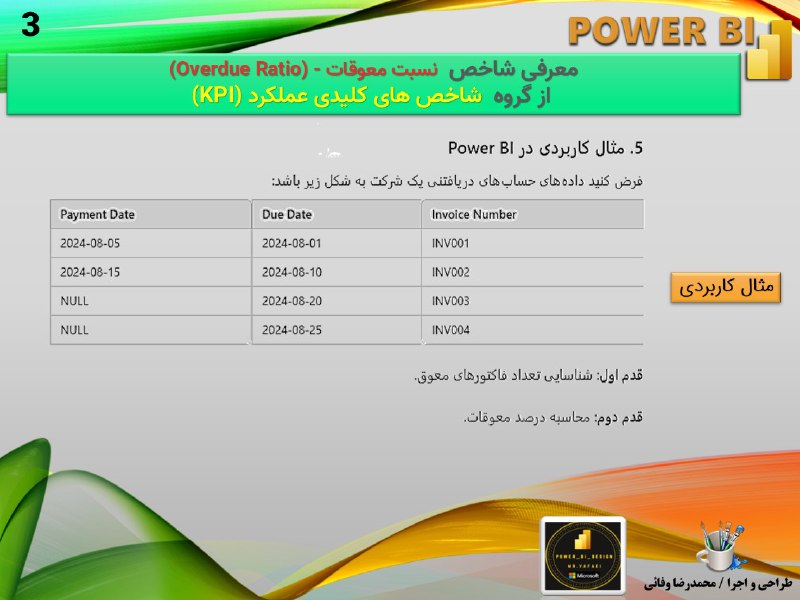 3
POWER BI
معرفی شاخص نسبت معوقات - (Overdue Ratio)
از گروه شاخص های کلیدی عملکرد (KPI)
5. مثال کاربردی در Power BI
فرض کنید داده‌های حساب‌های دریافتنی یک شرکت به شکل زیر باشد:
Payment Date Due Date Invoice Number
2024-08-05 2024-08-01 INV001
2024-08-15 2024-08-10 INV002
NULL 2024-08-20 INV003
NULL 2024-08-25 INV004
مثال کاربردی
قدم اول: شناسایی تعداد فاکتورهای معوق.
قدم دوم: محاسبه درصد معوقات.
POWER_BI_DESIGN
MR.VAFAEI
Microsoft
طراحی و اجرا / محمدرضا وفائی